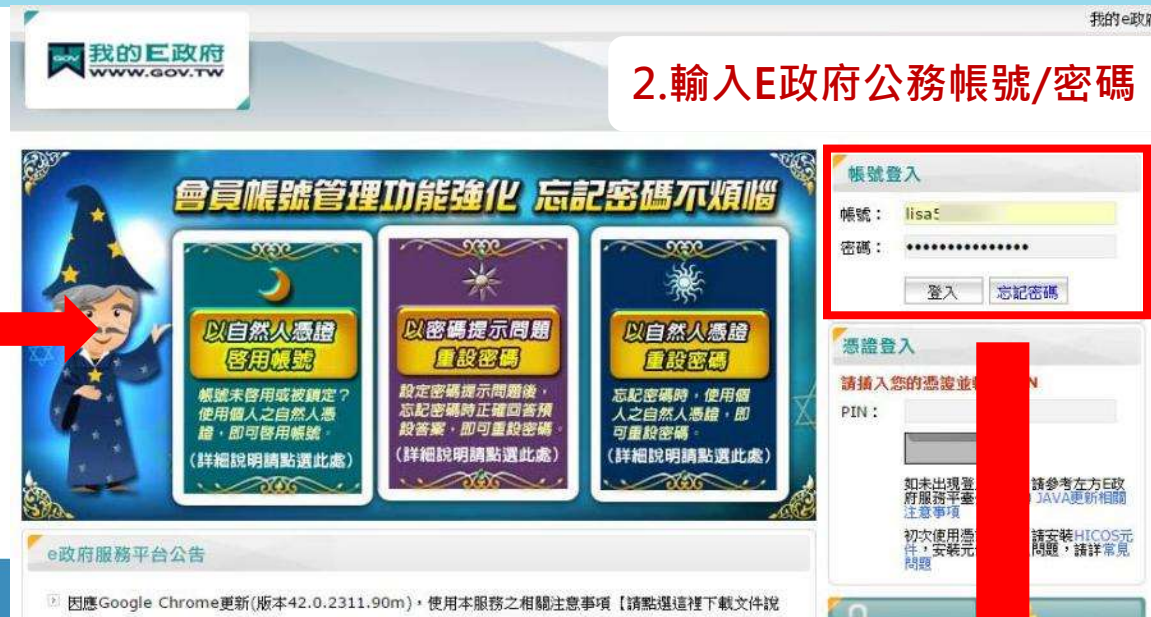 我的e政府
GOV 我的E政府
WWW.GOV.TW
2.輸入E政府公務帳號/密碼
會員帳號管理功能強化 忘記密碼不煩惱
以自然人憑證
啓用帳號
帳號未啓用或被鎖定？
使用個人之自然人憑
證，即可啓用帳號。
(詳細說明請點選此處)
以密碼提示問題
重設密碼
設定密碼提示問題後，
忘記密碼時正確回答預
設答案，即可重設密碼。
(詳細說明請點選此處)
以自然人憑證
重設密碼
忘記密碼時，使用個
人之自然人憑證，即
可重設密碼。
(詳細說明請點選此處)
帳號登入
帳號： lisa5
密碼： •••••••••••••••
登入 忘記密碼
憑證登入
請插入您的憑證並 N
PIN：
如未出現登 請參考左方E政
府服務平臺 JAVA更新相關
注意事項
初次使用憑 請安裝HICOS元
件，安裝元 問題，請詳常見
問題
e政府服務平台公告
因應Google Chrome更新(版本42.0.2311.90m)，使用本服務之相關注意事項【請點選這裡下載文件說